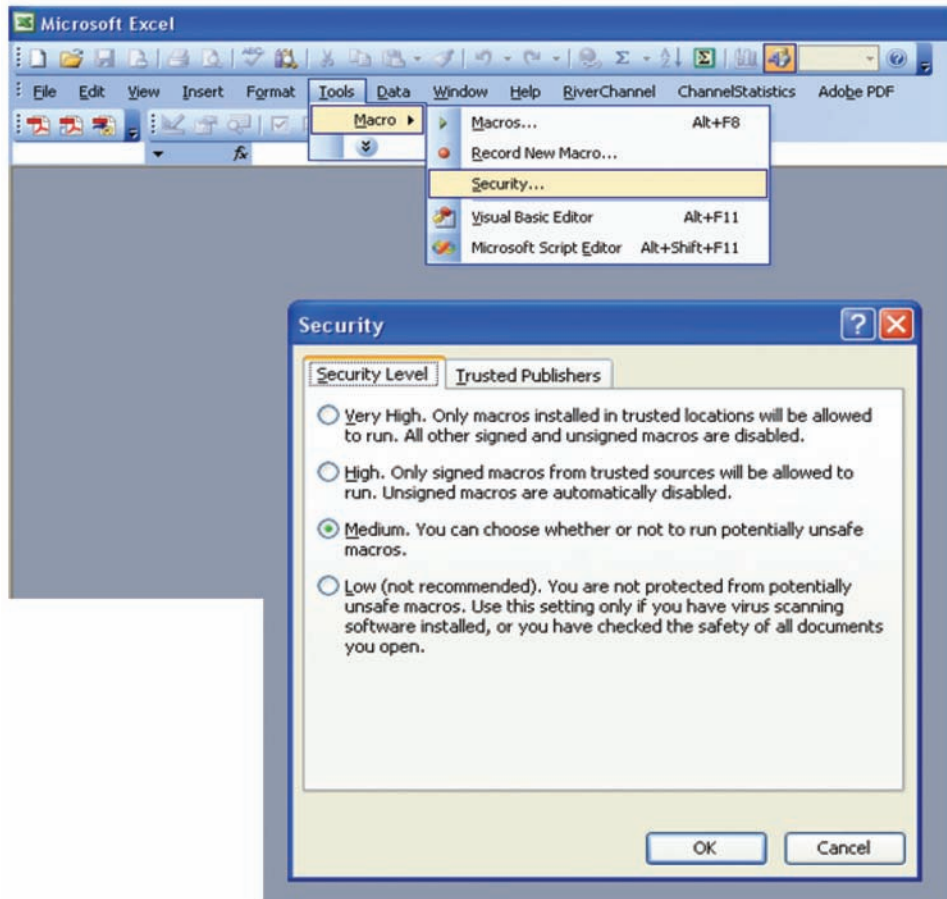 Microsoft Excel
File Edit View Insert Format Tools Data Window Help RiverChannel ChannelStatistics Adobe PDF
Macro
fx
Macros... Alt+F8
Record New Macro...
Security...
Visual Basic Editor Alt+F11
Microsoft Script Editor Alt+Shift+F11
Security
Security Level Trusted Publishers
Very High. Only macros installed in trusted locations will be allowed
to run. All other signed and unsigned macros are disabled.
High. Only signed macros from trusted sources will be allowed to
run. Unsigned macros are automatically disabled.
Medium. You can choose whether or not to run potentially unsafe
macros.
Low (not recommended). You are not protected from potentially
unsafe macros. Use this setting only if you have virus scanning
software installed, or you have checked the safety of all documents
you open.
OK Cancel